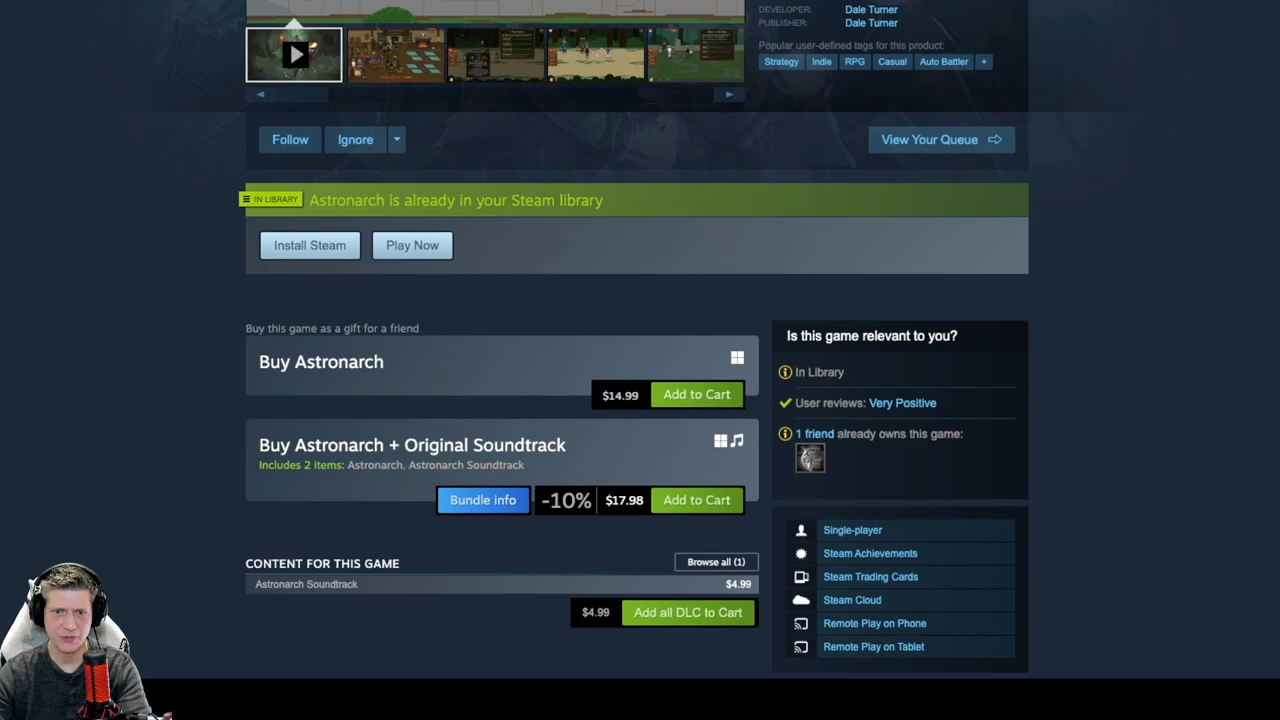 DEVELOPER: Dale Turner
PUBLISHER: Dale Turner
Popular user-defined tags for this product:
Strategy Indie RPG Casual Auto Battler +
Follow Ignore
View Your Queue
IN LIBRARY Astronarch is already in your Steam library
Install Steam Play Now
Buy this game as a gift for a friend
Buy Astronarch
$14.99 Add to Cart
Buy Astronarch + Original Soundtrack
Includes 2 items: Astronarch, Astronarch Soundtrack
Bundle info -10% $17.98 Add to Cart
CONTENT FOR THIS GAME Browse all (1)
Astronarch Soundtrack $4.99
$4.99 Add all DLC to Cart
Is this game relevant to you?
In Library
User reviews: Very Positive
1 friend already owns this game:
Single-player
Steam Achievements
Steam Trading Cards
Steam Cloud
Remote Play on Phone
Remote Play on Tablet